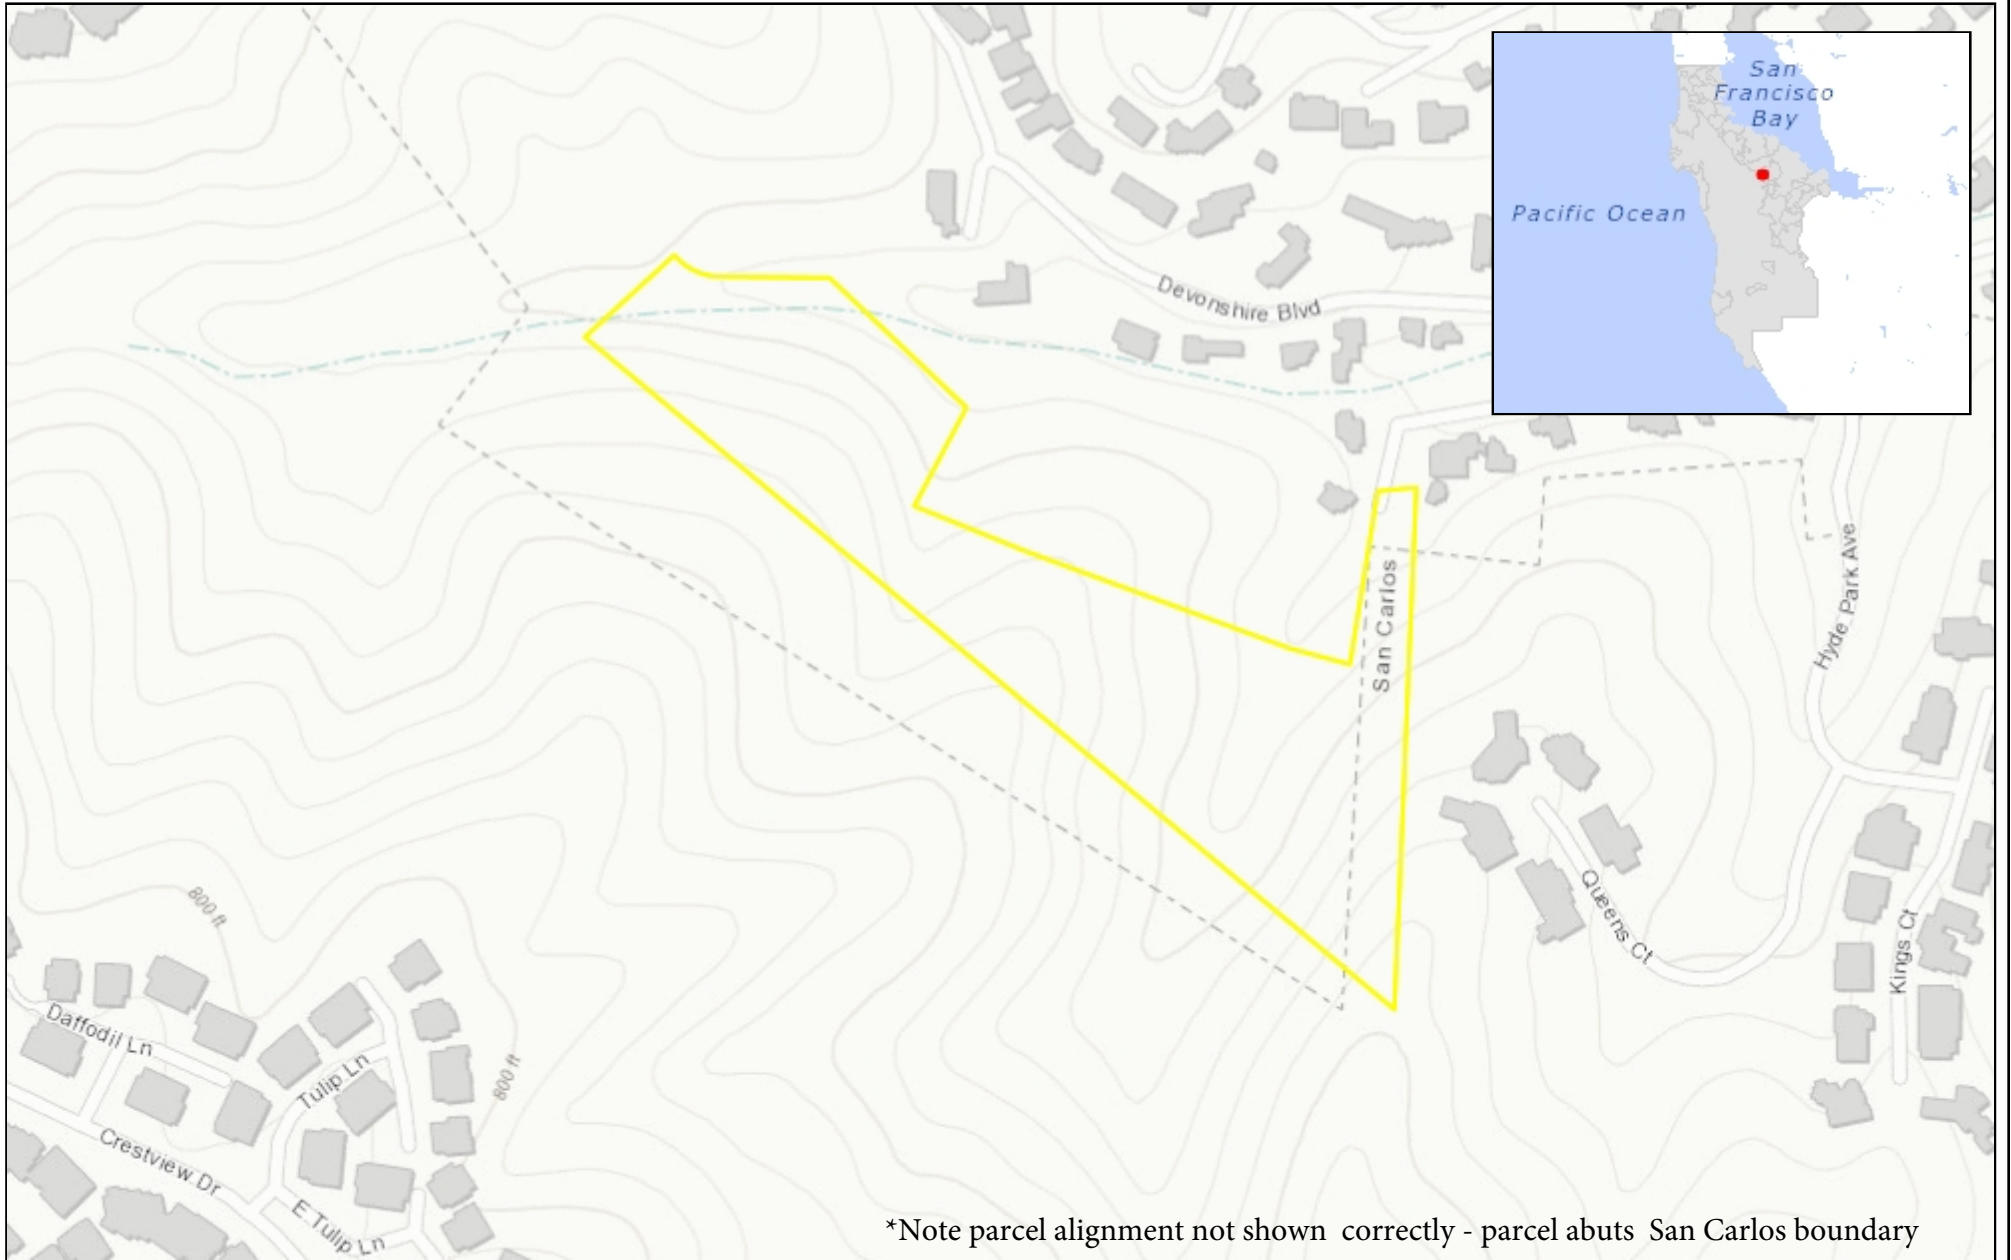 San
Francisco
Bay
Pacific Ocean
Devonshire Blvd
San Carlos
Hyde Park Ave
Queens Ct
Kings Ct
800 ft
Daffodil Ln
Tulip Ln
800 ft
Crestview Dr
E Tulip Ln
*Note parcel alignment not shown correctly - parcel abuts San Carlos boundary